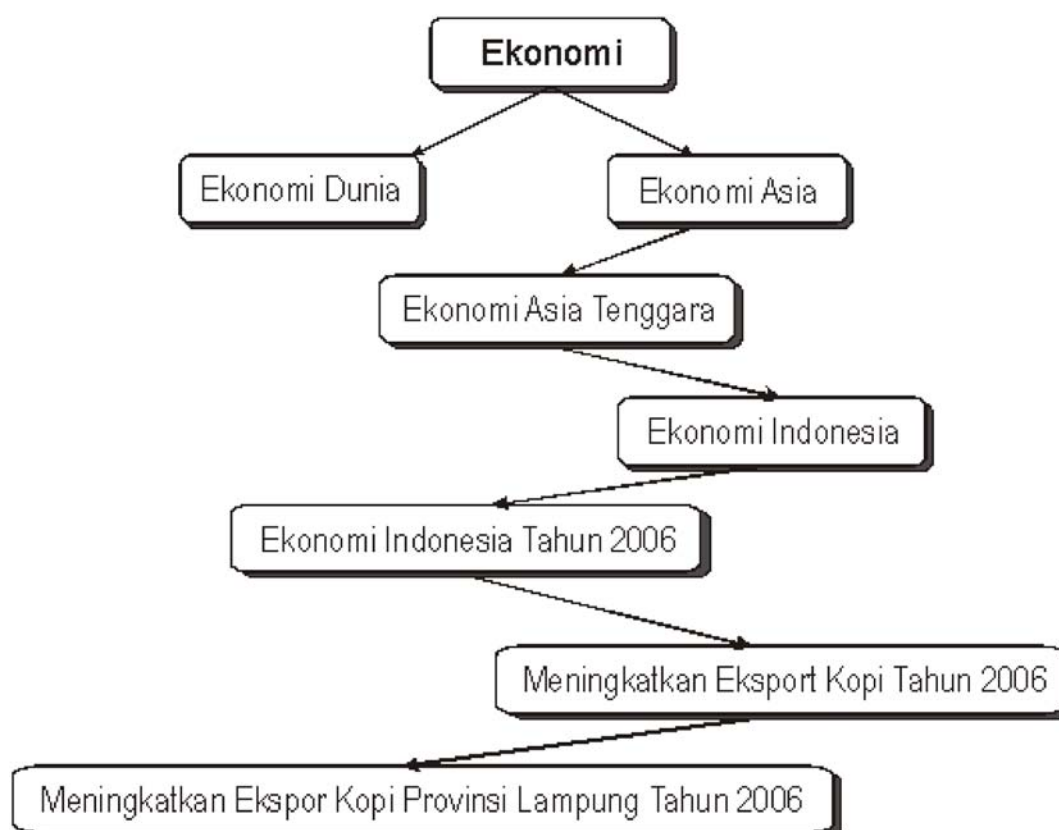 Ekonomi
Ekonomi Dunia
Ekonomi Asia
Ekonomi Asia Tenggara
Ekonomi Indonesia
Ekonomi Indonesia Tahun 2006
Meningkatkan Eksport Kopi Tahun 2006
Meningkatkan Ekspor Kopi Provinsi Lampung Tahun 2006